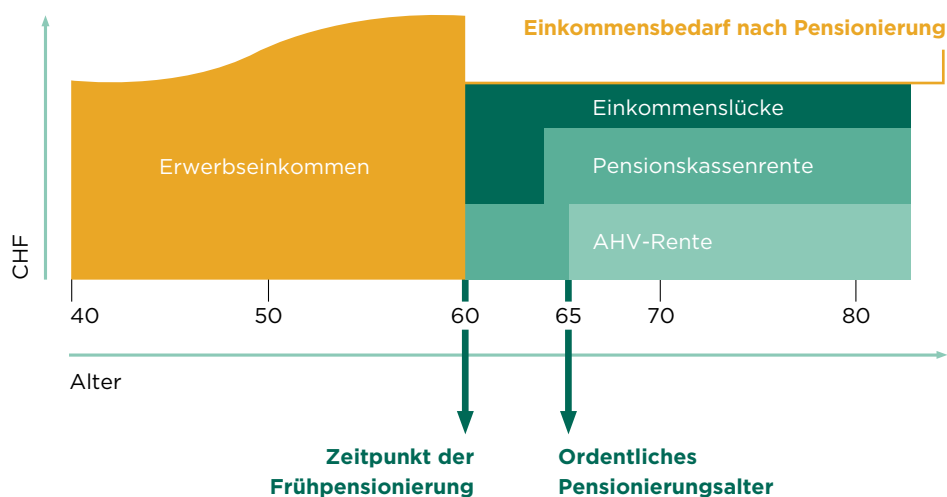 Einkommensbedarf nach Pensionierung
Einkommenslücke
Erwerbseinkommen
Pensionskassenrente
AHV-Rente
CHF
40
50
60
65
70
80
Alter
Zeitpunkt der
Frühpensionierung
Ordentliches
Pensionierungsalter